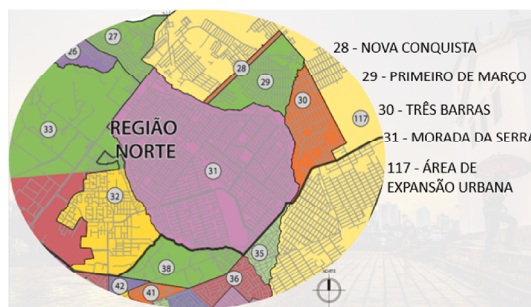 27
26
28
29
30
117
33
REGIÃO
NORTE
31
32
35
38
36
42
41
28 - NOVA CONQUISTA
29 - PRIMEIRO DE MARÇO
30 - TRÊS BARRAS
31 - MORADA DA SERRA
117 - ÁREA DE
EXPANSÃO URBANA